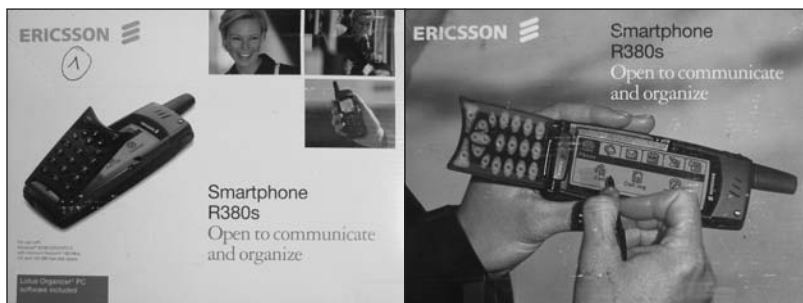 ERICSSON
1
Smartphone
R380s
Open to communicate
and organize
Lotus Organizer® PC
software included
ERICSSON
Smartphone
R380s
Open to communicate
and organize